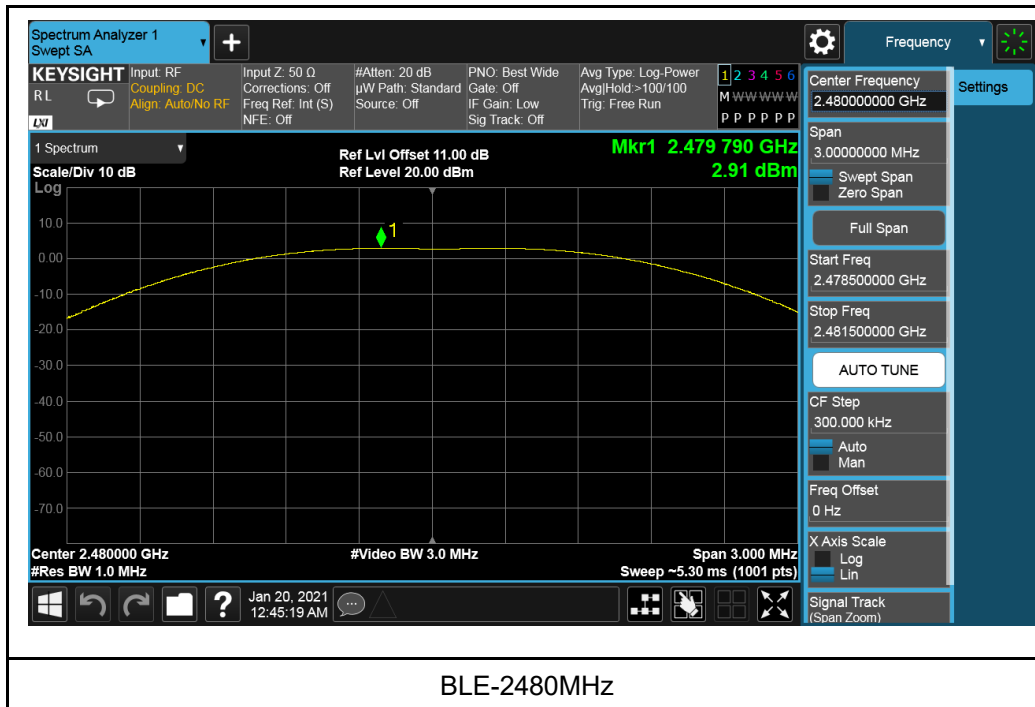 Spectrum Analyzer 1
Swept SA
Frequency
KEYSIGHT
RL
LXI
Input: RF
Coupling: DC
Align: Auto/No RF
Input Z: 50 Ω
Corrections: Off
Freq Ref: Int (S)
NFE: Off
#Atten: 20 dB
µW Path: Standard
Source: Off
PNO: Best Wide
Gate: Off
IF Gain: Low
Sig Track: Off
Avg Type: Log-Power
Avg|Hold:>100/100
Trig: Free Run
1 2 3 4 5 6
M W W W W W
P P P P P P
Center Frequency
2.480000000 GHz
Settings
Span
3.00000000 MHz
Swept Span
Zero Span
Full Span
Start Freq
2.478500000 GHz
Stop Freq
2.481500000 GHz
AUTO TUNE
CF Step
300.000 kHz
Auto
Man
Freq Offset
0 Hz
X Axis Scale
Log
Lin
Signal Track
(Span Zoom)
1 Spectrum
Scale/Div 10 dB
Ref Lvl Offset 11.00 dB
Ref Level 20.00 dBm
Mkr1 2.479 790 GHz
2.91 dBm
Log
1
10.0
0.00
-10.0
-20.0
-30.0
-40.0
-50.0
-60.0
-70.0
Center 2.480000 GHz
#Video BW 3.0 MHz
Span 3.000 MHz
#Res BW 1.0 MHz
Sweep ~5.30 ms (1001 pts)
?
Jan 20, 2021
12:45:19 AM
BLE-2480MHz